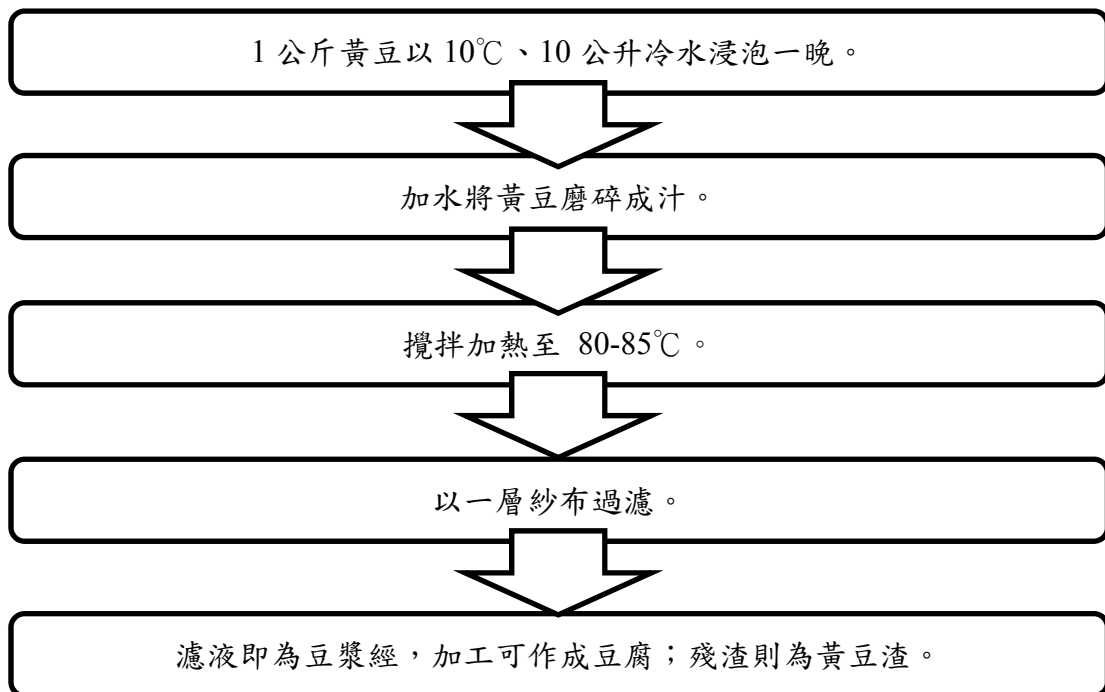 1 公斤黃豆以 10℃、10 公升冷水浸泡一晚。
加水將黃豆磨碎成汁。
攪拌加熱至 80-85℃。
以一層紗布過濾。
濾液即為豆漿經，加工可作成豆腐；殘渣則為黃豆渣。